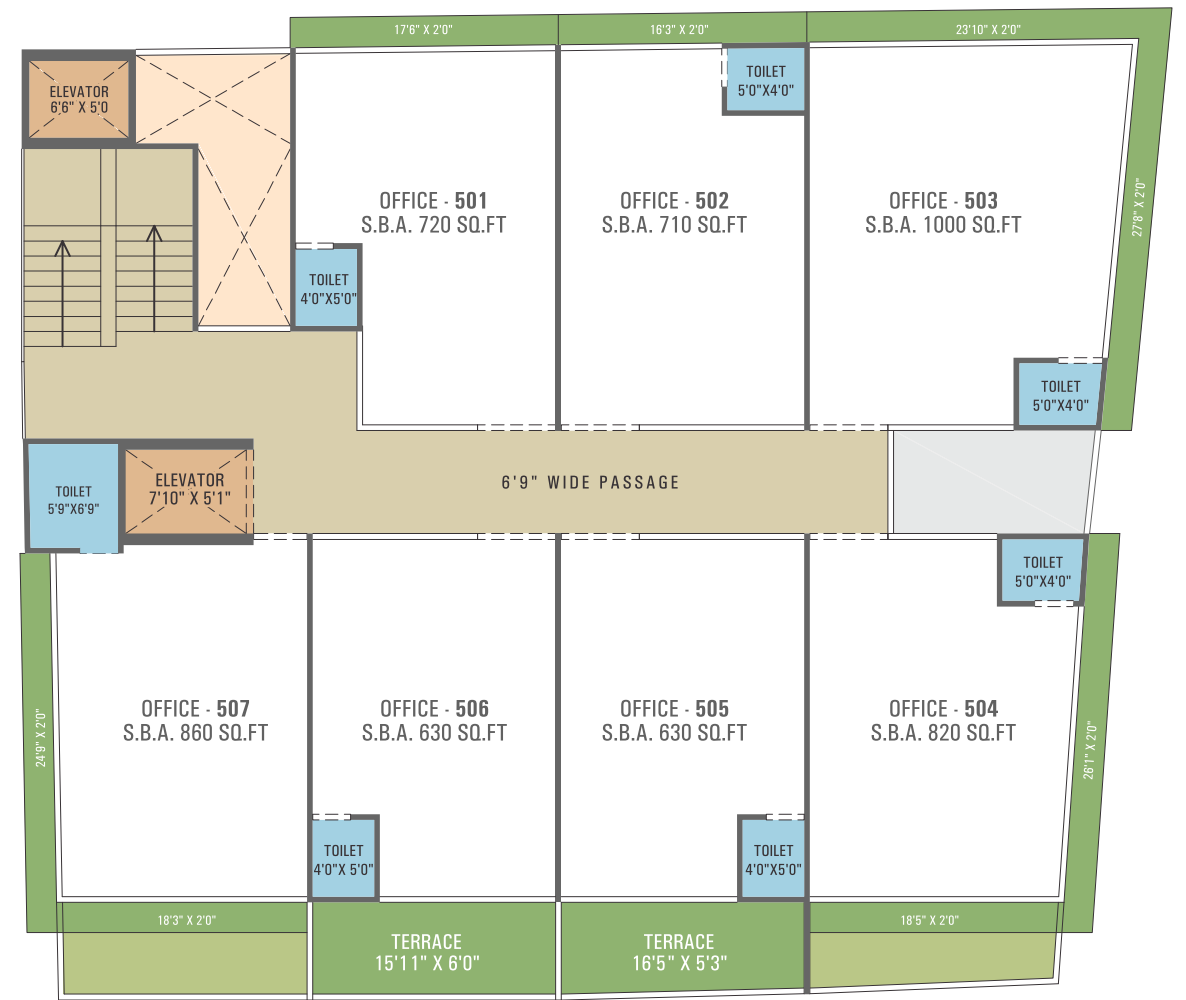 17'6" X 2'0"
16'3" X 2'0"
23'10" X 2'0"
ELEVATOR
6'6" X 5'0
TOILET
5'0"X4'0"
OFFICE - 501
S.B.A. 720 SQ.FT
OFFICE - 502
S.B.A. 710 SQ.FT
OFFICE - 503
S.B.A. 1000 SQ.FT
27'8" X 2'0"
TOILET
4'0"X5'0"
TOILET
5'0"X4'0"
TOILET
5'9"X6'9"
ELEVATOR
7'10" X 5'1"
6'9" WIDE PASSAGE
TOILET
5'0"X4'0"
24'9" X 2'0"
OFFICE - 507
S.B.A. 860 SQ.FT
OFFICE - 506
S.B.A. 630 SQ.FT
OFFICE - 505
S.B.A. 630 SQ.FT
OFFICE - 504
S.B.A. 820 SQ.FT
26'1" X 2'0"
TOILET
4'0"X 5'0"
TOILET
4'0"X5'0"
18'3" X 2'0"
TERRACE
15'11" X 6'0"
TERRACE
16'5" X 5'3"
18'5" X 2'0"